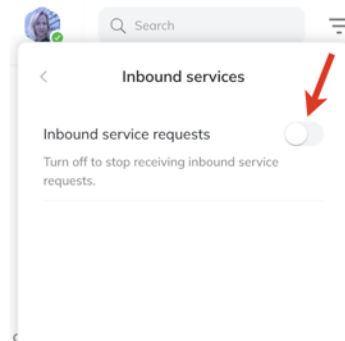 Search
Inbound services
Inbound service requests
Turn off to stop receiving inbound service
requests.